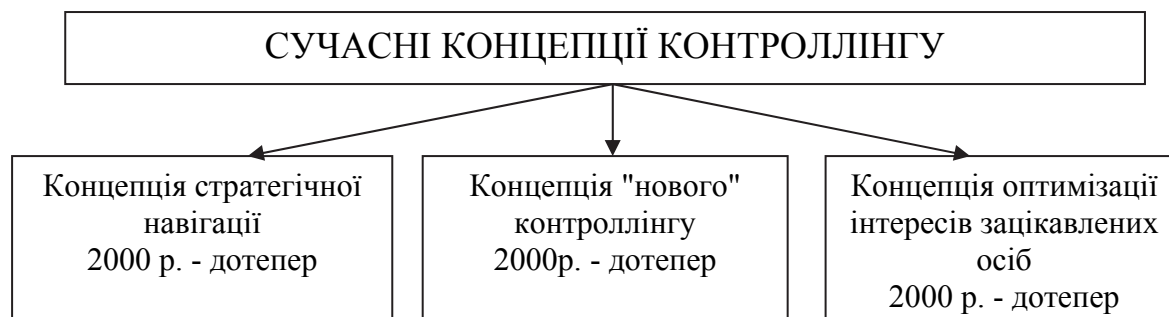 СУЧАСНІ КОНЦЕПЦІЇ КОНТРОЛЛІНГУ
Концепція стратегічної
навігації
2000 р. - дотепер
Концепція "нового"
контроллінгу
2000р. - дотепер
Концепція оптимізації
інтересів зацікавлених
осіб
2000 р. - дотепер